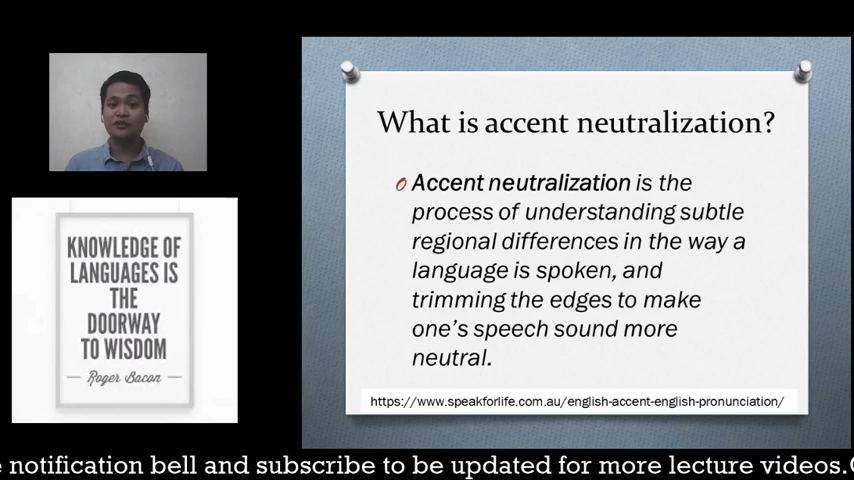 What is accent neutralization?
Accent neutralization is the
process of understanding subtle
regional differences in the way a
language is spoken, and
trimming the edges to make
one's speech sound more
neutral.
https://www.speakforlife.com.au/english-accent-english-pronunciation/
KNOWLEDGE OF
LANGUAGES IS
THE
DOORWAY
TO WISDOM
Roger Bacon
notification bell and subscribe to be updated for more lecture videos.